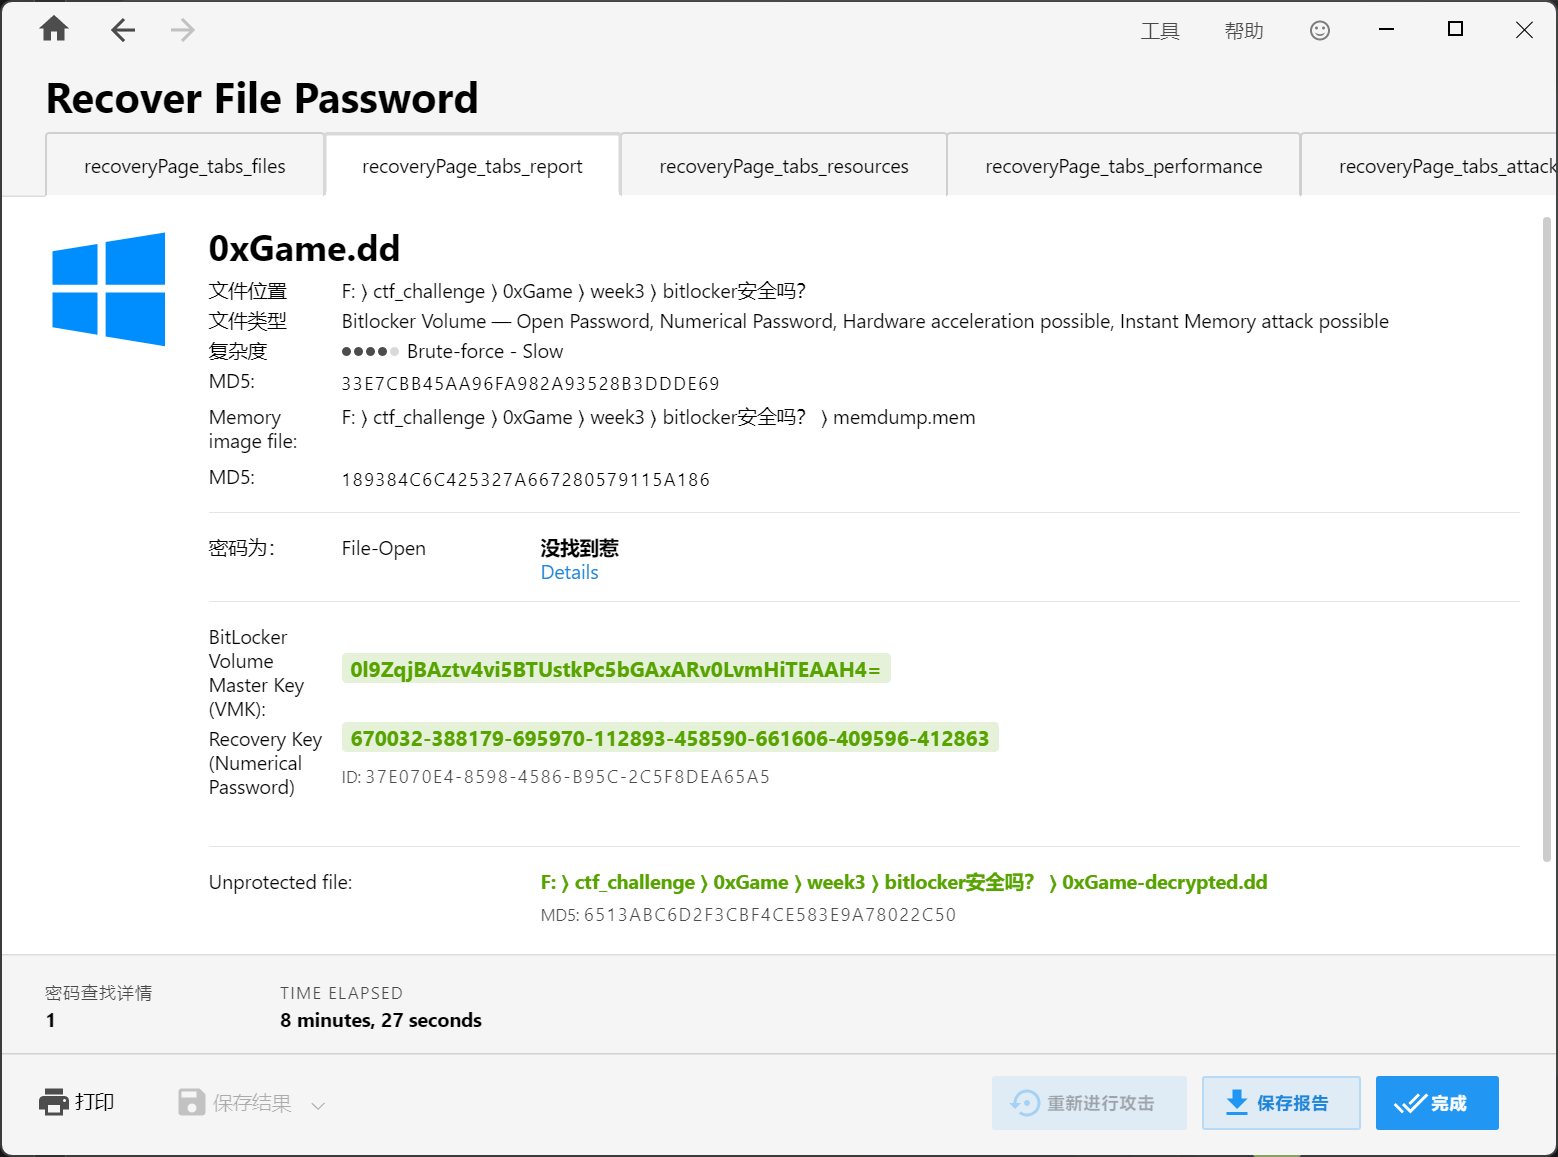 工具 帮助
Recover File Password
recoveryPage_tabs_files recoveryPage_tabs_report recoveryPage_tabs_resources recoveryPage_tabs_performance recoveryPage_tabs_attack
0xGame.dd
文件位置 F: ⟩ ctf_challenge ⟩ 0xGame ⟩ week3 ⟩ bitlocker安全吗?
文件类型 Bitlocker Volume — Open Password, Numerical Password, Hardware acceleration possible, Instant Memory attack possible
复杂度 Brute-force - Slow
MD5: 33E7CBB45AA96FA982A93528B3DDDE69
Memory image file: F: ⟩ ctf_challenge ⟩ 0xGame ⟩ week3 ⟩ bitlocker安全吗? ⟩ memdump.mem
MD5: 189384C6C425327A667280579115A186
密码为: File-Open 没找到惹
Details
BitLocker
Volume
Master Key
(VMK): 0l9ZqjBAztv4vi5BTUstkPc5bGAxARv0LvmHiTEAAH4=
Recovery Key
(Numerical
Password) 670032-388179-695970-112893-458590-661606-409596-412863
ID: 37E070E4-8598-4586-B95C-2C5F8DEA65A5
Unprotected file: F: ⟩ ctf_challenge ⟩ 0xGame ⟩ week3 ⟩ bitlocker安全吗? ⟩ 0xGame-decrypted.dd
MD5: 6513ABC6D2F3CBF4CE583E9A78022C50
密码查找详情 TIME ELAPSED
1 8 minutes, 27 seconds
打印 保存结果 重新进行攻击 保存报告 完成